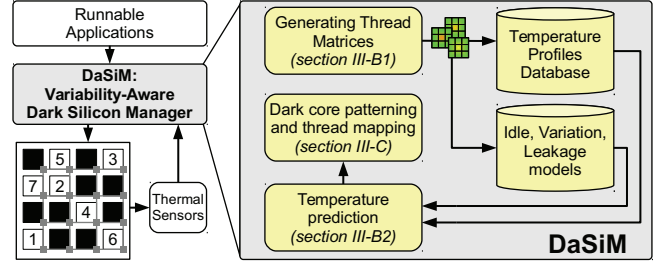 Runnable
Applications
DaSiM:
Variability-Aware
Dark Silicon Manager
5 3
7 2
4
1 6
Thermal
Sensors
Generating Thread
Matrices
(section III-B1)
Temperature
Profiles
Database
Dark core patterning
and thread mapping
(section III-C)
Idle, Variation,
Leakage
models
Temperature
prediction
(section III-B2)
DaSiM